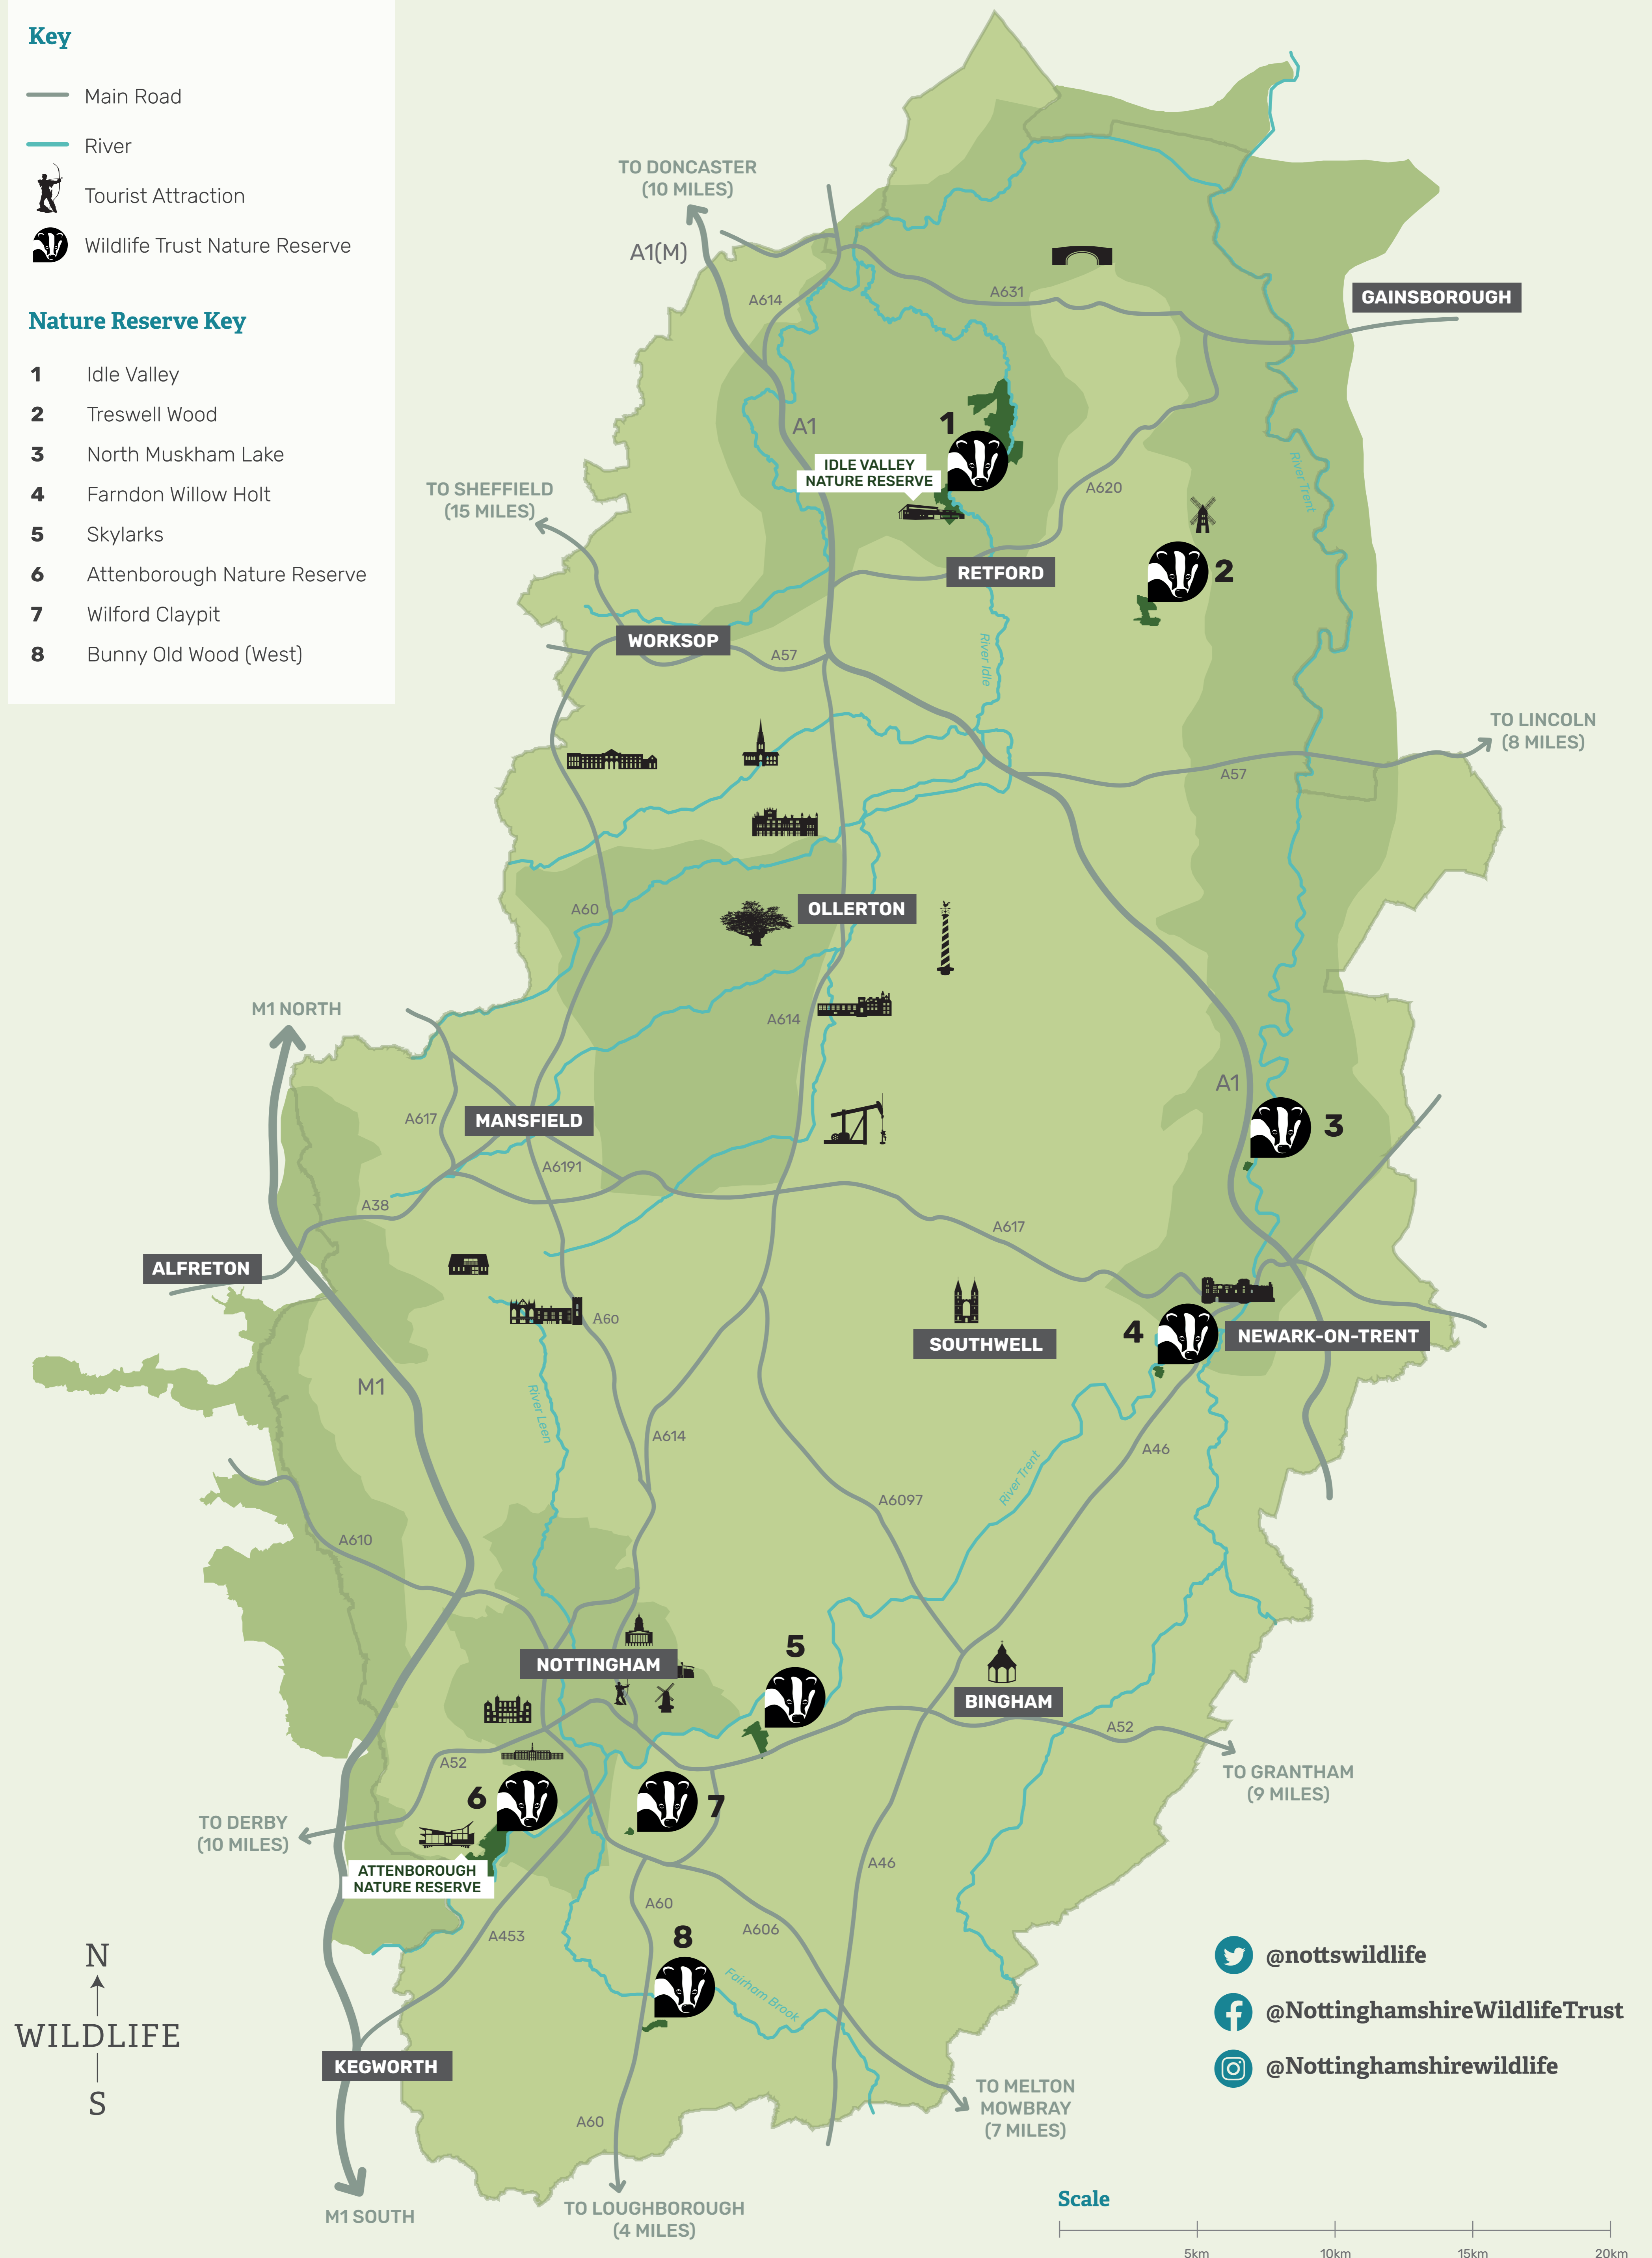 Key
Main Road
River
Tourist Attraction
Wildlife Trust Nature Reserve
Nature Reserve Key
1 Idle Valley
2 Treswell Wood
3 North Muskham Lake
4 Farndon Willow Holt
5 Skylarks
6 Attenborough Nature Reserve
7 Wilford Claypit
8 Bunny Old Wood (West)
TO DONCASTER
(10 MILES)
A1(M)
A614
A631
GAINSBOROUGH
A1
1
IDLE VALLEY
NATURE RESERVE
TO SHEFFIELD
(15 MILES)
A620
River Trent
RETFORD
2
WORKSOP
A57
River Idle
TO LINCOLN
(8 MILES)
A57
A60
OLLERTON
M1 NORTH
A614
A1
A617
MANSFIELD
3
A6191
A38
A617
ALFRETON
A60
SOUTHWELL
4
NEWARK-ON-TRENT
M1
River Leen
A614
A46
River Trent
A6097
A610
NOTTINGHAM
5
BINGHAM
A52
A52
TO GRANTHAM
(9 MILES)
6
7
TO DERBY
(10 MILES)
ATTENBOROUGH
NATURE RESERVE
A46
A60
A606
A453
8
Fairham Brook
N
WILDLIFE
S
KEGWORTH
@nottswildlife
@NottinghamshireWildlifeTrust
@Nottinghamshirewildlife
TO MELTON
MOWBRAY
(7 MILES)
A60
M1 SOUTH
TO LOUGHBOROUGH
(4 MILES)
Scale
5km 10km 15km 20km